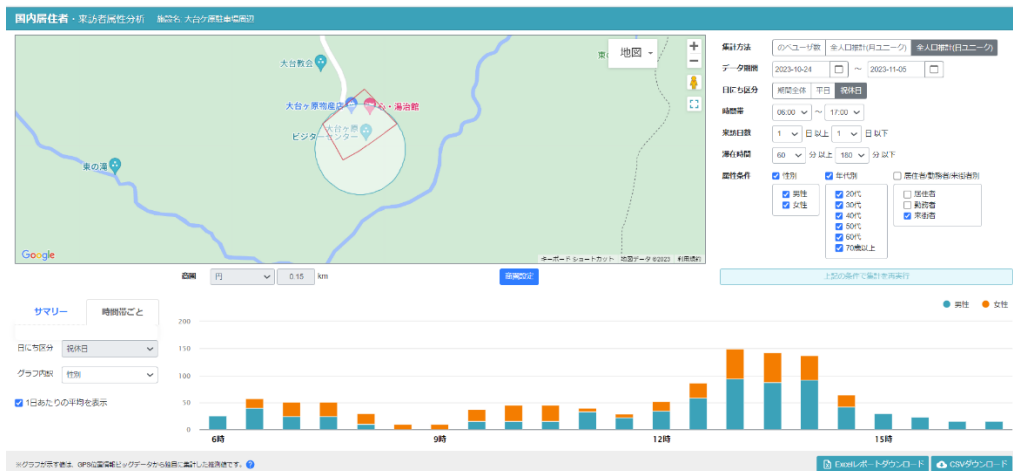 国内居住者・来訪者属性分析 施設名 大台ケ原駐車場周辺
大台教会
大台ヶ原物産店
心・湯治館
大台ヶ原
ビジターセンター
東の滝
東の
地図
Google
キーボード ショートカット 地図データ ©2023 利用規約
商圏 円 0.15 km 商圏設定
集計方法 のべユーザ数 全人口推計(月ユニーク) 全人口推計(日ユニーク)
データ期間 2023-10-24 ～ 2023-11-05
日にち区分 期間全体 平日 祝休日
時間帯 06:00 ～ 17:00
来訪日数 1 日 以上 1 日 以下
滞在時間 60 分 以上 180 分 以下
属性条件 性別 年代別 居住者/勤務者/来街者別
男性
女性
20代
30代
40代
50代
60代
70歳以上
居住者
勤務者
来街者
上記の条件で集計を再実行
サマリー 時間帯ごと
日にち区分 祝休日
グラフ内訳 性別
1日あたりの平均を表示
男性 女性
200
150
100
50
0
6時 9時 12時 15時
※グラフが示す値は、GPS位置情報ビッグデータから独自に集計した推測値です。
Excelレポートダウンロード CSVダウンロード